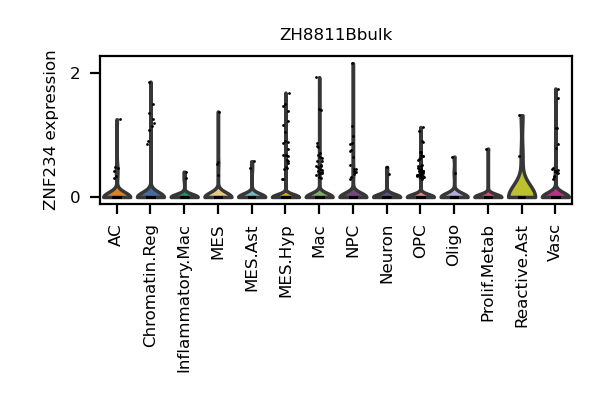 ZH8811Bbulk
ZNF234 expression
2
0
AC
Chromatin.Reg
Inflammatory.Mac
MES
MES.Ast
MES.Hyp
Mac
NPC
Neuron
OPC
Oligo
Prolif.Metab
Reactive.Ast
Vasc